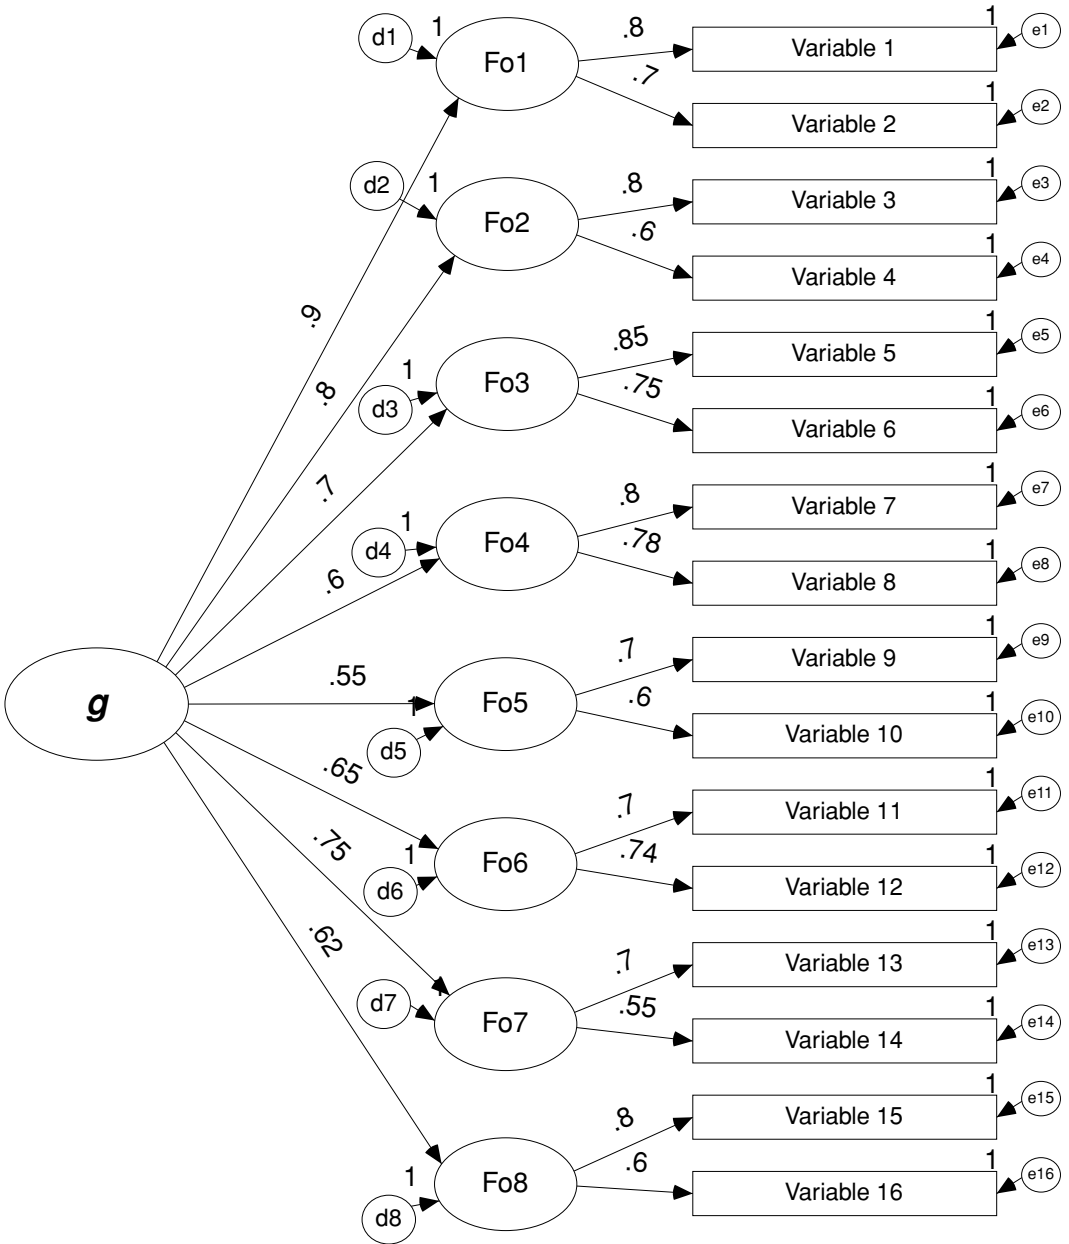 d1
1
Fo1
.8
.7
Variable 1
1
e1
Variable 2
1
e2
d2
1
Fo2
.8
.6
Variable 3
1
e3
Variable 4
1
e4
.9
.8
.7
.6
.55
.65
.75
.62
g
d3
1
Fo3
.85
.75
Variable 5
1
e5
Variable 6
1
e6
d4
1
Fo4
.8
.78
Variable 7
1
e7
Variable 8
1
e8
d5
1
Fo5
.7
.6
Variable 9
1
e9
Variable 10
1
e10
d6
1
Fo6
.7
.74
Variable 11
1
e11
Variable 12
1
e12
d7
1
Fo7
.7
.55
Variable 13
1
e13
Variable 14
1
e14
d8
1
Fo8
.8
.6
Variable 15
1
e15
Variable 16
1
e16